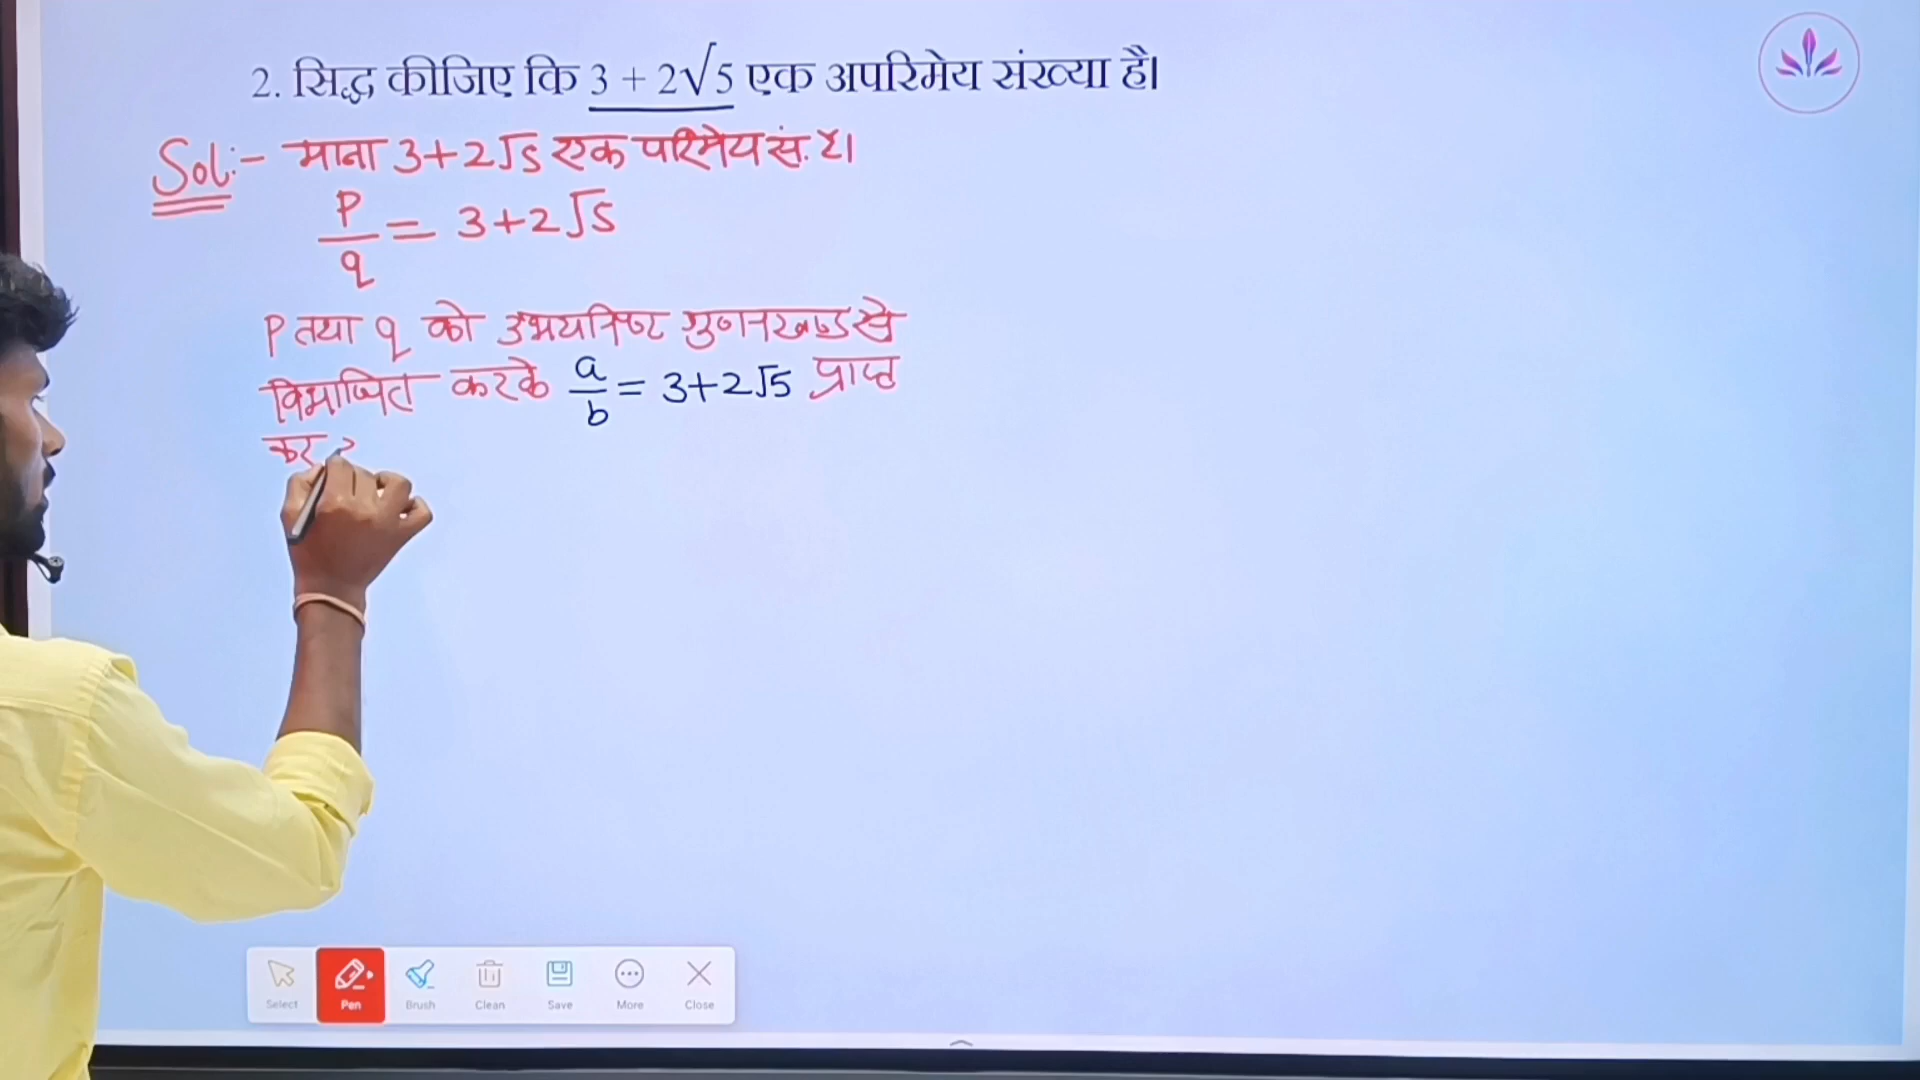 2. सिद्ध कीजिए कि 3 + 2√5 एक अपरिमेय संख्या है।
Sol:- माना 3+2√5 एक परिमेय सं. है।
p/q = 3+2√5
p तथा q को उभयनिष्ट गुणनखण्ड से
विभाजित करके a/b = 3+2√5 प्राप्त
कर
Select Pen Brush Clean Save More Close